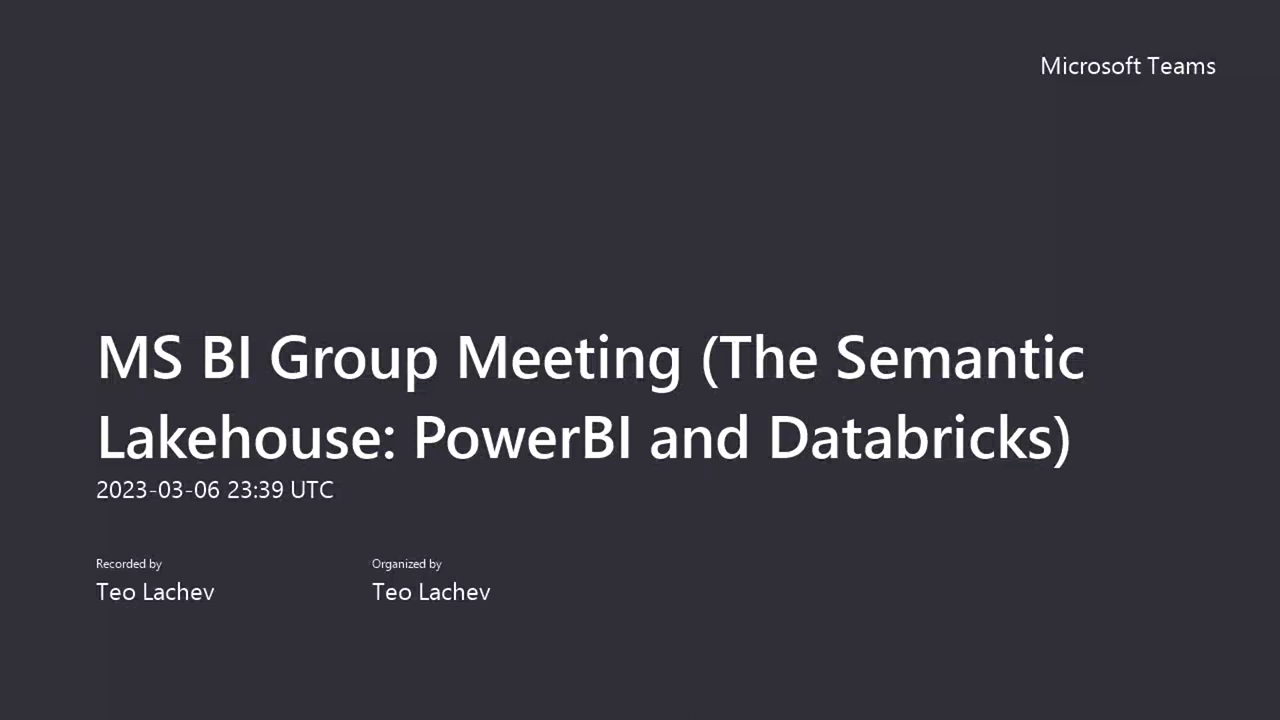 Microsoft Teams
MS BI Group Meeting (The Semantic
Lakehouse: PowerBI and Databricks)
2023-03-06 23:39 UTC
Recorded by
Teo Lachev
Organized by
Teo Lachev